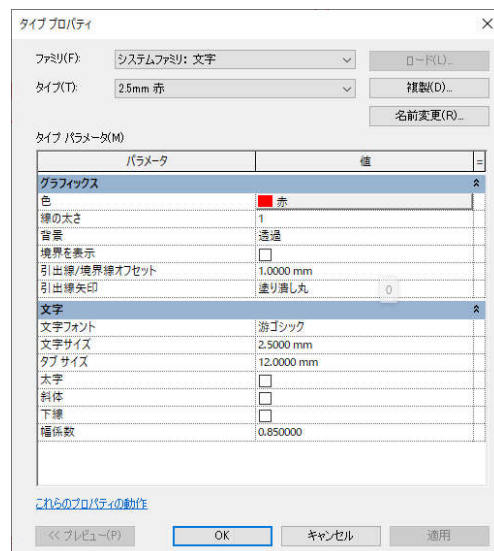 タイプ プロパティ
ファミリ(F): システムファミリ: 文字 ロード(L)...
タイプ(T): 2.5mm 赤 複製(D)...
名前変更(R)...
タイプ パラメータ(M)
パラメータ 値 =
グラフィックス
色 赤
線の太さ 1
背景 透過
境界を表示
引出線/境界線オフセット 1.0000 mm
引出線矢印 塗り潰し丸 0
文字
文字フォント 游ゴシック
文字サイズ 2.5000 mm
タブ サイズ 12.0000 mm
太字
斜体
下線
幅係数 0.850000
これらのプロパティの動作
<< プレビュー(P) OK キャンセル 適用